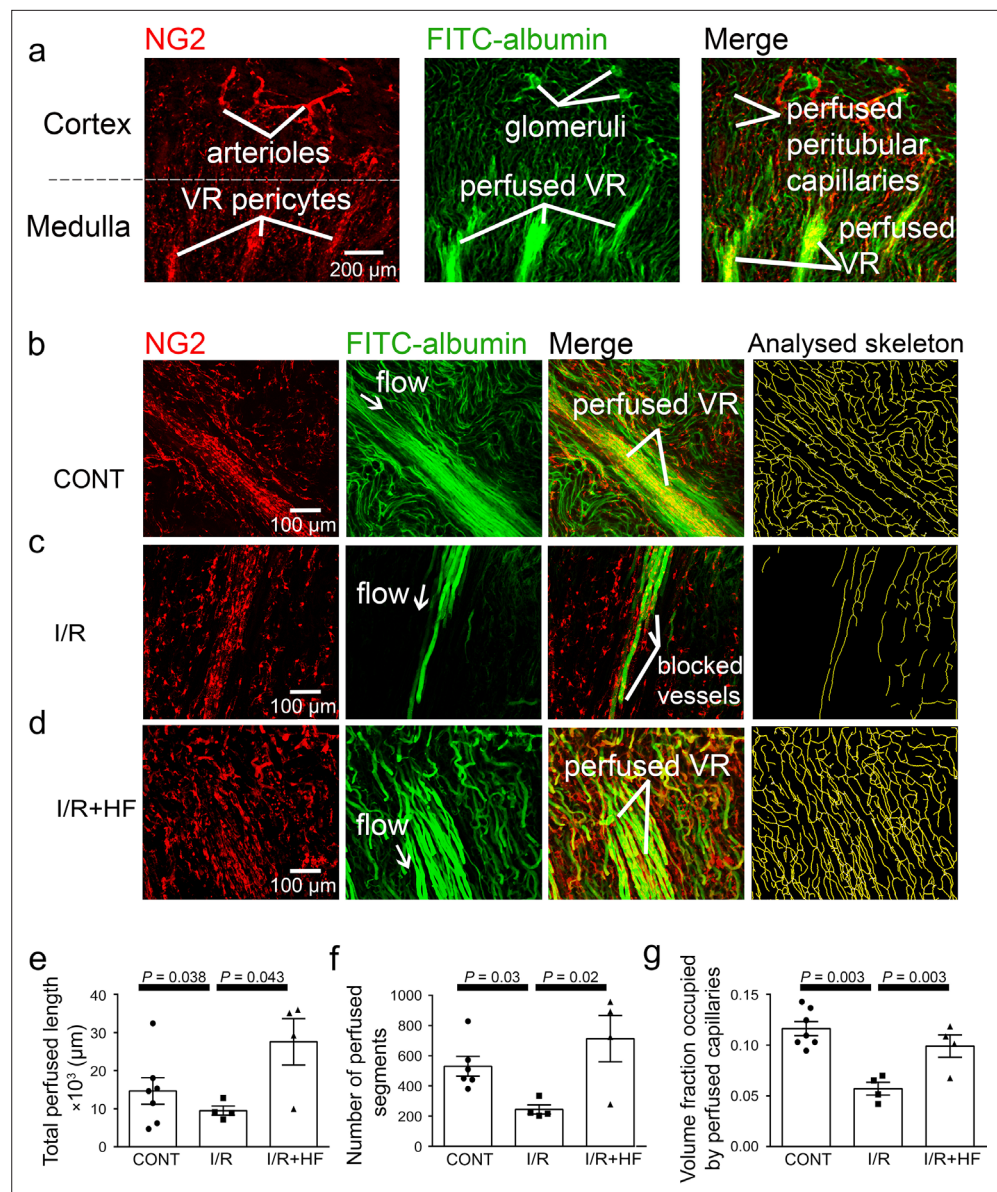 a
NG2
FITC-albumin
Merge
Cortex
Medulla
arterioles
VR pericytes
200 µm
glomeruli
perfused VR
perfused
peritubular
capillaries
perfused
VR
b
NG2
FITC-albumin
Merge
Analysed skeleton
CONT
100 µm
flow
perfused VR
c
I/R
100 µm
flow
blocked
vessels
d
I/R+HF
100 µm
flow
perfused VR
e
P = 0.038
P = 0.043
Total perfused length
×10³ (µm)
40
30
20
10
0
CONT
I/R
I/R+HF
f
P = 0.03
P = 0.02
Number of perfused
segments
1000
800
600
400
200
0
CONT
I/R
I/R+HF
g
P = 0.003
P = 0.003
Volume fraction occupied
by perfused capillaries
0.15
0.10
0.05
0.00
CONT
I/R
I/R+HF